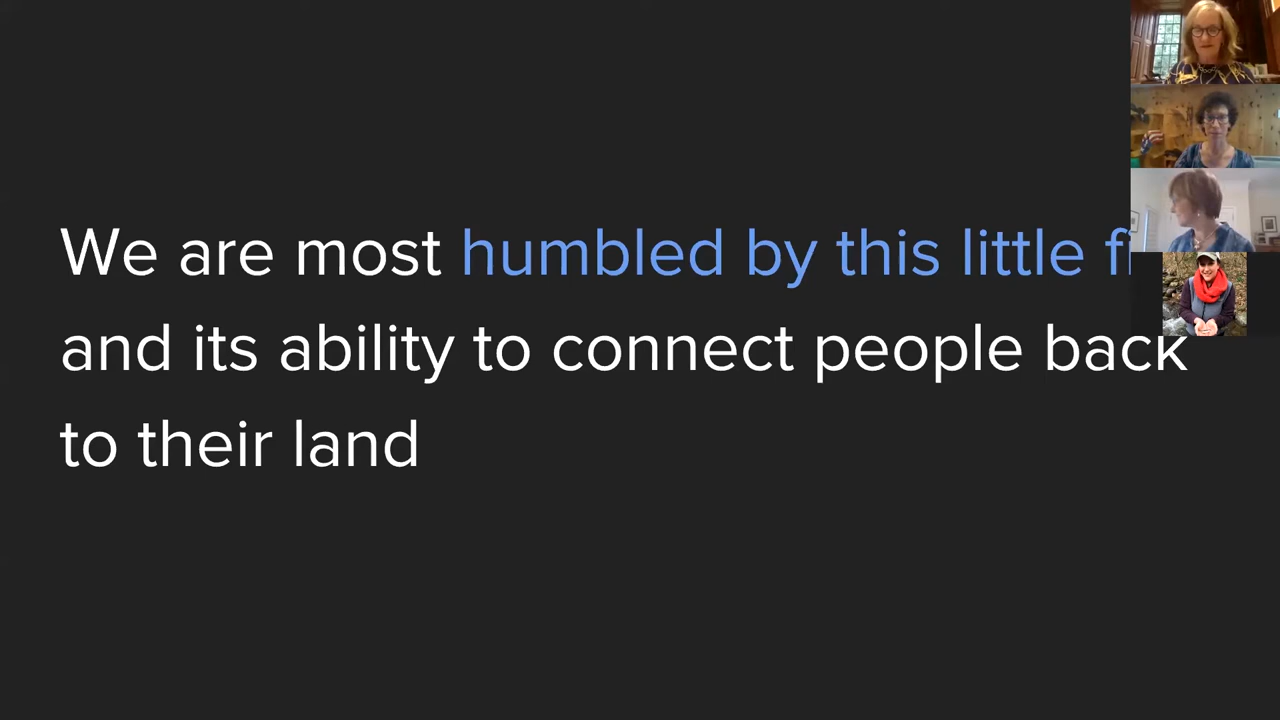 We are most humbled by this little
and its ability to connect people back
to their land